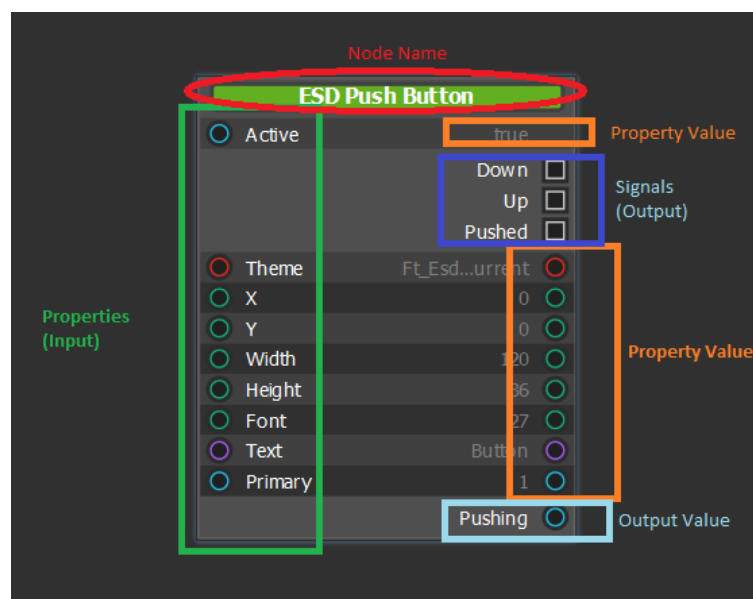 Node Name
ESD Push Button
Active true
Property Value
Down
Signals
(Output)
Up
Pushed
Theme Ft_Esd...urrent
X 0
Y 0
Properties
(Input)
Width 120
Property Value
Height 36
Font 27
Text Button
Primary 1
Pushing
Output Value